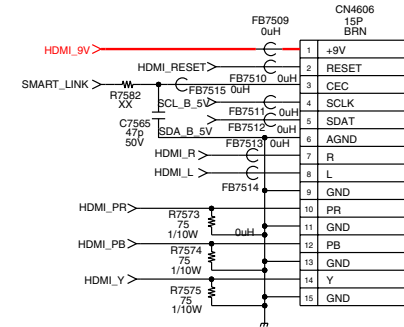 CN4606
FB7509 15P
0uH BRN
HDMI_9V 1 +9V
HDMI_RESET 2 RESET
FB7510 0uH
SMART_LINK 3 CEC
R7582 FB7515 0uH
XX SCL_B_5V 4 SCLK
FB7511 0uH
C7565 5 SDAT
47p SDA_B_5V FB7512 0uH
50V 6 AGND
FB7513 0uH
HDMI_R 7 R
HDMI_L 8 L
FB7514 9 GND
HDMI_PR 10 PR
R7573
75 0uH 11 GND
1/10W
HDMI_PB 12 PB
R7574
75 13 GND
1/10W
HDMI_Y 14 Y
R7575
75 15 GND
1/10W